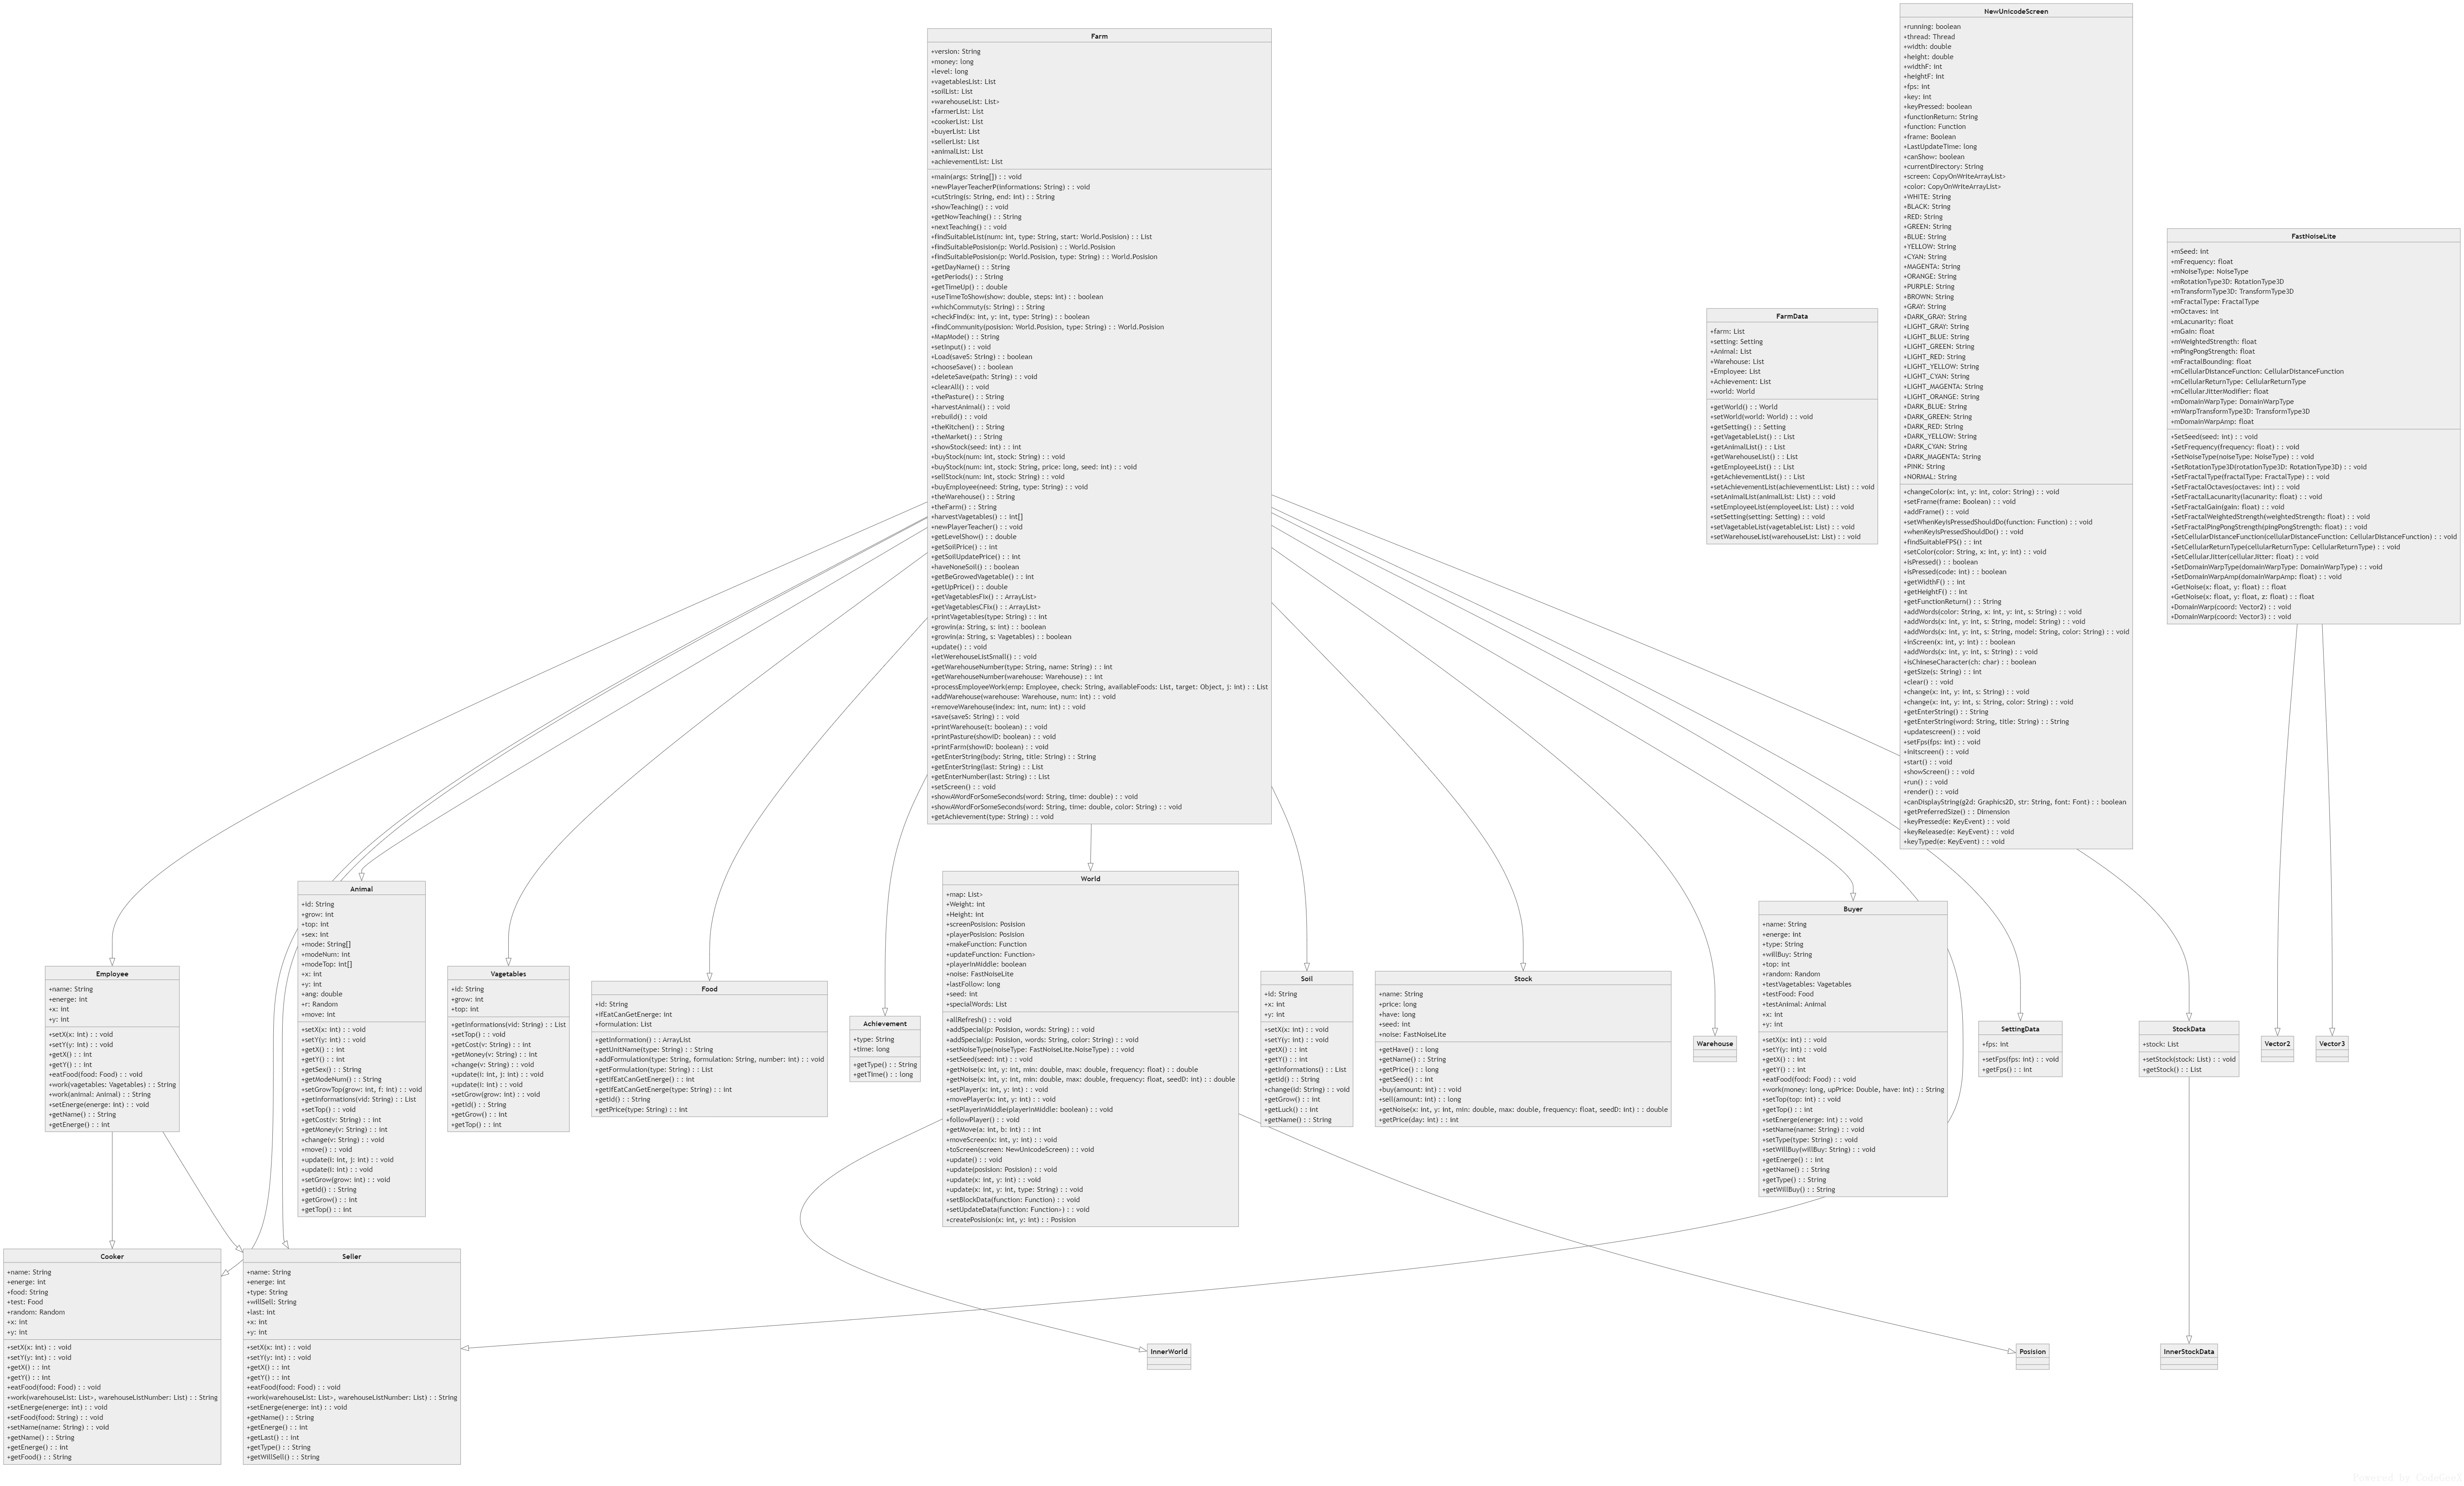 NewUnicodeScreen
+running: boolean
+thread: Thread
+width: double
+height: double
+widthF: int
+heightF: int
+fps: int
+key: int
+keyPressed: boolean
+functionReturn: String
+function: Function
+frame: Boolean
+LastUpdateTime: long
+canShow: boolean
+currentDirectory: String
+screen: CopyOnWriteArrayList>
+color: CopyOnWriteArrayList>
+WHITE: String
+BLACK: String
+RED: String
+GREEN: String
+BLUE: String
+YELLOW: String
+CYAN: String
+MAGENTA: String
+ORANGE: String
+PURPLE: String
+BROWN: String
+GRAY: String
+DARK_GRAY: String
+LIGHT_GRAY: String
+LIGHT_BLUE: String
+LIGHT_GREEN: String
+LIGHT_RED: String
+LIGHT_YELLOW: String
+LIGHT_CYAN: String
+LIGHT_MAGENTA: String
+LIGHT_ORANGE: String
+DARK_BLUE: String
+DARK_GREEN: String
+DARK_RED: String
+DARK_YELLOW: String
+DARK_CYAN: String
+DARK_MAGENTA: String
+PINK: String
+NORMAL: String
+changeColor(x: int, y: int, color: String) : : void
+setFrame(frame: Boolean) : : void
+addFrame() : : void
+setWhenKeyIsPressedShouldDo(function: Function) : : void
+whenKeyIsPressedShouldDo() : : void
+findSuitableFPS() : : int
+setColor(color: String, x: int, y: int) : : void
+isPressed() : : boolean
+isPressed(code: int) : : boolean
+getWidthF() : : int
+getHeightF() : : int
+getFunctionReturn() : : String
+addWords(color: String, x: int, y: int, s: String) : : void
+addWords(x: int, y: int, s: String, model: String) : : void
+addWords(x: int, y: int, s: String, model: String, color: String) : : void
+inScreen(x: int, y: int) : : boolean
+addWords(x: int, y: int, s: String) : : void
+isChineseCharacter(ch: char) : : boolean
+getSize(s: String) : : int
+clear() : : void
+change(x: int, y: int, s: String) : : void
+change(x: int, y: int, s: String, color: String) : : void
+getEnterString() : : String
+getEnterString(word: String, title: String) : : String
+updatescreen() : : void
+setFps(fps: int) : : void
+initscreen() : : void
+start() : : void
+showScreen() : : void
+run() : : void
+render() : : void
+canDisplayString(g2d: Graphics2D, str: String, font: Font) : : boolean
+getPreferredSize() : : Dimension
+keyPressed(e: KeyEvent) : : void
+keyReleased(e: KeyEvent) : : void
+keyTyped(e: KeyEvent) : : void
Farm
+version: String
+money: long
+level: long
+vagetablesList: List
+soilList: List
+warehouseList: List>
+farmerList: List
+cookerList: List
+buyerList: List
+sellerList: List
+animalList: List
+achievementList: List
+main(args: String[]) : : void
+newPlayerTeacherP(informations: String) : : void
+cutString(s: String, end: int) : : String
+showTeaching() : : void
+getNowTeaching() : : String
+nextTeaching() : : void
+findSuitableList(num: int, type: String, start: World.Posision) : : List
+findSuitablePosision(p: World.Posision) : : World.Posision
+findSuitablePosision(p: World.Posision, type: String) : : World.Posision
+getDayName() : : String
+getPeriods() : : String
+getTimeUp() : : double
+useTimeToShow(show: double, steps: int) : : boolean
+whichCommuty(s: String) : : String
+checkFind(x: int, y: int, type: String) : : boolean
+findCommunity(posision: World.Posision, type: String) : : World.Posision
+MapMode() : : String
+setInput() : : void
+Load(saveS: String) : : boolean
+chooseSave() : : boolean
+deleteSave(path: String) : : void
+clearAll() : : void
+thePasture() : : String
+harvestAnimal() : : void
+rebuild() : : void
+theKitchen() : : String
+theMarket() : : String
+showStock(seed: int) : : int
+buyStock(num: int, stock: String) : : void
+buyStock(num: int, stock: String, price: long, seed: int) : : void
+sellStock(num: int, stock: String) : : void
+buyEmployee(need: String, type: String) : : void
+theWarehouse() : : String
+theFarm() : : String
+harvestVagetables() : : int[]
+newPlayerTeacher() : : void
+getLevelShow() : : double
+getSoilPrice() : : int
+getSoilUpdatePrice() : : int
+haveNoneSoil() : : boolean
+getBeGrowedVagetable() : : int
+getUpPrice() : : double
+getVagetablesFix() : : ArrayList>
+getVagetablesCFix() : : ArrayList>
+printVagetables(type: String) : : int
+growin(a: String, s: int) : : boolean
+growin(a: String, s: Vagetables) : : boolean
+update() : : void
+letWerehouseListSmall() : : void
+getWarehouseNumber(type: String, name: String) : : int
+getWarehouseNumber(warehouse: Warehouse) : : int
+processEmployeeWork(emp: Employee, check: String, availableFoods: List, target: Object, j: int) : : List
+addWarehouse(warehouse: Warehouse, num: int) : : void
+removeWarehouse(index: int, num: int) : : void
+save(saveS: String) : : void
+printWarehouse(t: boolean) : : void
+printPasture(showID: boolean) : : void
+printFarm(showID: boolean) : : void
+getEnterString(body: String, title: String) : : String
+getEnterString(last: String) : : List
+getEnterNumber(last: String) : : List
+setScreen() : : void
+showAWordForSomeSeconds(word: String, time: double) : : void
+showAWordForSomeSeconds(word: String, time: double, color: String) : : void
+getAchievement(type: String) : : void
FastNoiseLite
+mSeed: int
+mFrequency: float
+mNoiseType: NoiseType
+mRotationType3D: RotationType3D
+mTransformType3D: TransformType3D
+mFractalType: FractalType
+mOctaves: int
+mLacunarity: float
+mGain: float
+mWeightedStrength: float
+mPingPongStrength: float
+mFractalBounding: float
+mCellularDistanceFunction: CellularDistanceFunction
+mCellularReturnType: CellularReturnType
+mCellularJitterModifier: float
+mDomainWarpType: DomainWarpType
+mWarpTransformType3D: TransformType3D
+mDomainWarpAmp: float
+SetSeed(seed: int) : : void
+SetFrequency(frequency: float) : : void
+SetNoiseType(noiseType: NoiseType) : : void
+SetRotationType3D(rotationType3D: RotationType3D) : : void
+SetFractalType(fractalType: FractalType) : : void
+SetFractalOctaves(octaves: int) : : void
+SetFractalLacunarity(lacunarity: float) : : void
+SetFractalGain(gain: float) : : void
+SetFractalWeightedStrength(weightedStrength: float) : : void
+SetFractalPingPongStrength(pingPongStrength: float) : : void
+SetCellularDistanceFunction(cellularDistanceFunction: CellularDistanceFunction) : : void
+SetCellularReturnType(cellularReturnType: CellularReturnType) : : void
+SetCellularJitter(cellularJitter: float) : : void
+SetDomainWarpType(domainWarpType: DomainWarpType) : : void
+SetDomainWarpAmp(domainWarpAmp: float) : : void
+GetNoise(x: float, y: float) : : float
+GetNoise(x: float, y: float, z: float) : : float
+DomainWarp(coord: Vector2) : : void
+DomainWarp(coord: Vector3) : : void
FarmData
+farm: List
+setting: Setting
+Animal: List
+Warehouse: List
+Employee: List
+Achievement: List
+world: World
+getWorld() : : World
+setWorld(world: World) : : void
+getSetting() : : Setting
+getVagetableList() : : List
+getAnimalList() : : List
+getWarehouseList() : : List
+getEmployeeList() : : List
+getAchievementList() : : List
+setAchievementList(achievementList: List) : : void
+setAnimalList(animalList: List) : : void
+setEmployeeList(employeeList: List) : : void
+setSetting(setting: Setting) : : void
+setVagetableList(vagetableList: List) : : void
+setWarehouseList(warehouseList: List) : : void
Animal
+id: String
+grow: int
+top: int
+sex: int
+mode: String[]
+modeNum: int
+modeTop: int[]
+x: int
+y: int
+ang: double
+r: Random
+move: int
+setX(x: int) : : void
+setY(y: int) : : void
+getX() : : int
+getY() : : int
+getSex() : : String
+getModeNum() : : String
+setGrowTop(grow: int, f: int) : : void
+getInformations(vid: String) : : List
+setTop() : : void
+getCost(v: String) : : int
+getMoney(v: String) : : int
+change(v: String) : : void
+move() : : void
+update(i: int, j: int) : : void
+update(i: int) : : void
+setGrow(grow: int) : : void
+getId() : : String
+getGrow() : : int
+getTop() : : int
World
+map: List>
+Weight: int
+Height: int
+screenPosision: Posision
+playerPosision: Posision
+makeFunction: Function
+updateFunction: Function>
+playerInMiddle: boolean
+noise: FastNoiseLite
+lastFollow: long
+seed: int
+specialWords: List
+allRefresh() : : void
+addSpecial(p: Posision, words: String) : : void
+addSpecial(p: Posision, words: String, color: String) : : void
+setNoiseType(noiseType: FastNoiseLite.NoiseType) : : void
+setSeed(seed: int) : : void
+getNoise(x: int, y: int, min: double, max: double, frequency: float) : : double
+getNoise(x: int, y: int, min: double, max: double, frequency: float, seedD: int) : : double
+setPlayer(x: int, y: int) : : void
+movePlayer(x: int, y: int) : : void
+setPlayerInMiddle(playerInMiddle: boolean) : : void
+followPlayer() : : void
+getMove(a: int, b: int) : : int
+moveScreen(x: int, y: int) : : void
+toScreen(screen: NewUnicodeScreen) : : void
+update() : : void
+update(posision: Posision) : : void
+update(x: int, y: int) : : void
+update(x: int, y: int, type: String) : : void
+setBlockData(function: Function) : : void
+setUpdateData(function: Function>) : : void
+createPosision(x: int, y: int) : : Posision
Buyer
+name: String
+energe: int
+type: String
+willBuy: String
+top: int
+random: Random
+testVagetables: Vagetables
+testFood: Food
+testAnimal: Animal
+x: int
+y: int
+setX(x: int) : : void
+setY(y: int) : : void
+getX() : : int
+getY() : : int
+eatFood(food: Food) : : void
+work(money: long, upPrice: Double, have: int) : : String
+setTop(top: int) : : void
+getTop() : : int
+setEnerge(energe: int) : : void
+setName(name: String) : : void
+setType(type: String) : : void
+setWillBuy(willBuy: String) : : void
+getEnerge() : : int
+getName() : : String
+getType() : : String
+getWillBuy() : : String
Employee
+name: String
+energe: int
+x: int
+y: int
+setX(x: int) : : void
+setY(y: int) : : void
+getX() : : int
+getY() : : int
+eatFood(food: Food) : : void
+work(vagetables: Vagetables) : : String
+work(animal: Animal) : : String
+setEnerge(energe: int) : : void
+getName() : : String
+getEnerge() : : int
Vagetables
+id: String
+grow: int
+top: int
+getInformations(vid: String) : : List
+setTop() : : void
+getCost(v: String) : : int
+getMoney(v: String) : : int
+change(v: String) : : void
+update(i: int, j: int) : : void
+update(i: int) : : void
+setGrow(grow: int) : : void
+getId() : : String
+getGrow() : : int
+getTop() : : int
Food
+id: String
+ifEatCanGetEnerge: int
+formulation: List
+getInformation() : : ArrayList
+getUnitName(type: String) : : String
+addFormulation(type: String, formulation: String, number: int) : : void
+getFormulation(type: String) : : List
+getIfEatCanGetEnerge() : : int
+getIfEatCanGetEnerge(type: String) : : int
+getId() : : String
+getPrice(type: String) : : int
Achievement
+type: String
+time: long
+getType() : : String
+getTime() : : long
Soil
+id: String
+x: int
+y: int
+setX(x: int) : : void
+setY(y: int) : : void
+getX() : : int
+getY() : : int
+getInformations() : : List
+getId() : : String
+change(id: String) : : void
+getGrow() : : int
+getLuck() : : int
+getName() : : String
Stock
+name: String
+price: long
+have: long
+seed: int
+noise: FastNoiseLite
+getHave() : : long
+getName() : : String
+getPrice() : : long
+getSeed() : : int
+buy(amount: int) : : void
+sell(amount: int) : : long
+getNoise(x: int, y: int, min: double, max: double, frequency: float, seedD: int) : : double
+getPrice(day: int) : : int
Warehouse
SettingData
+fps: int
+setFps(fps: int) : : void
+getFps() : : int
StockData
+stock: List
+setStock(stock: List) : : void
+getStock() : : List
Vector2
Vector3
Cooker
+name: String
+energe: int
+food: String
+test: Food
+random: Random
+x: int
+y: int
+setX(x: int) : : void
+setY(y: int) : : void
+getX() : : int
+getY() : : int
+eatFood(food: Food) : : void
+work(warehouseList: List>, warehouseListNumber: List) : : String
+setEnerge(energe: int) : : void
+setFood(food: String) : : void
+setName(name: String) : : void
+getName() : : String
+getEnerge() : : int
+getFood() : : String
Seller
+name: String
+energe: int
+type: String
+willSell: String
+last: int
+x: int
+y: int
+setX(x: int) : : void
+setY(y: int) : : void
+getX() : : int
+getY() : : int
+eatFood(food: Food) : : void
+work(warehouseList: List>, warehouseListNumber: List) : : String
+setEnerge(energe: int) : : void
+getName() : : String
+getEnerge() : : int
+getLast() : : int
+getType() : : String
+getWillSell() : : String
InnerWorld
Posision
InnerStockData
Powered by